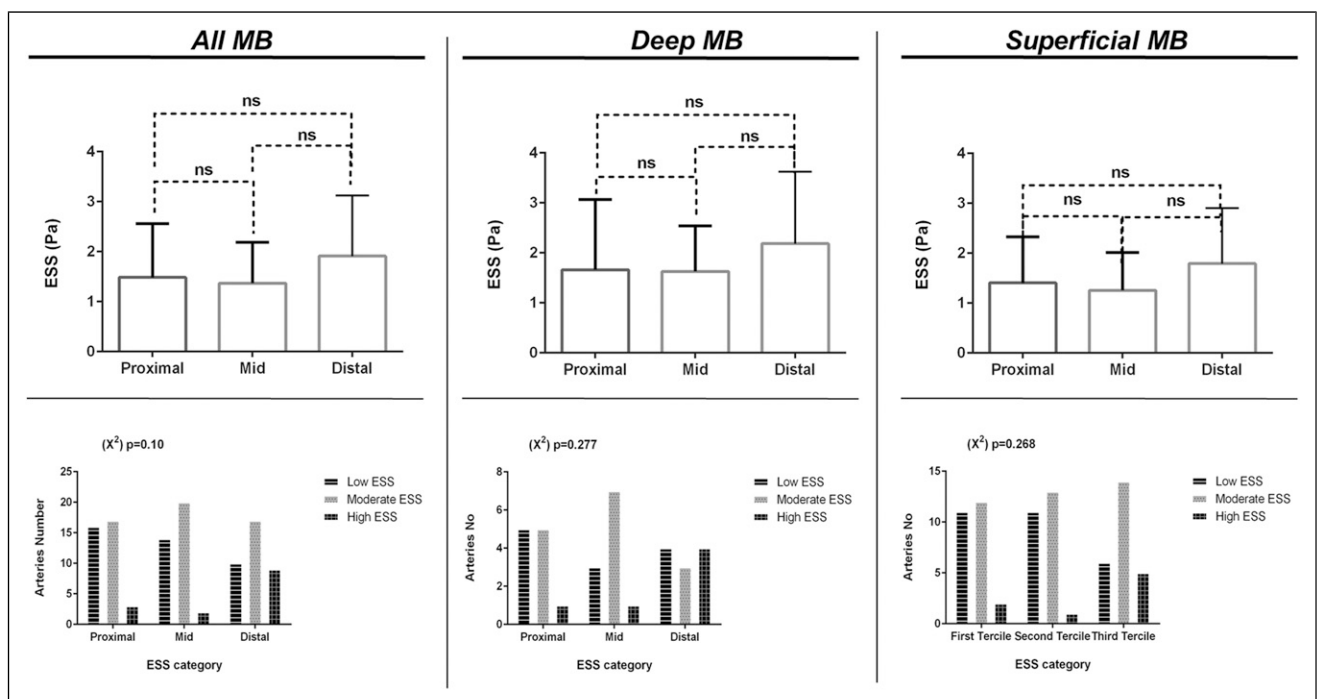 All MB
Deep MB
Superficial MB
ns
ns
ns
4
3
2
1
0
ESS (Pa)
Proximal Mid Distal
ns
ns
ns
4
3
2
1
0
ESS (Pa)
Proximal Mid Distal
ns
ns
ns
4
3
2
1
0
ESS (Pa)
Proximal Mid Distal
(X²) p=0.10
25
20
15
10
5
0
Arteries Number
Proximal Mid Distal
ESS category
Low ESS
Moderate ESS
High ESS
(X²) p=0.277
8
6
4
2
0
Arteries No
Proximal Mid Distal
ESS category
Low ESS
Moderate ESS
High ESS
(X²) p=0.268
15
10
5
0
Arteries No
First Tercile Second Tercile Third Tercile
ESS category
Low ESS
Moderate ESS
High ESS